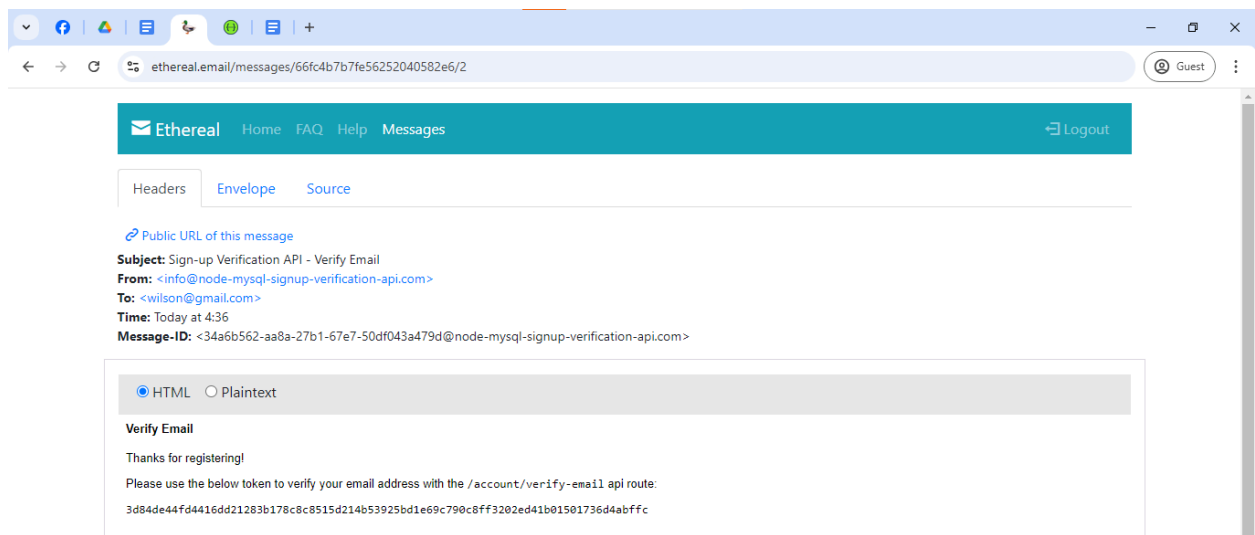 ethereal.email/messages/66fc4b7b7fe56252040582e6/2
Guest
Ethereal Home FAQ Help Messages Logout
Headers Envelope Source
Public URL of this message
Subject: Sign-up Verification API - Verify Email
From: <info@node-mysql-signup-verification-api.com>
To: <wilson@gmail.com>
Time: Today at 4:36
Message-ID: <34a6b562-aa8a-27b1-67e7-50df043a479d@node-mysql-signup-verification-api.com>
HTML Plaintext
Verify Email
Thanks for registering!
Please use the below token to verify your email address with the /account/verify-email api route:
3d84de44fd4416dd21283b178c8c8515d214b53925bd1e69c790c8ff3202ed41b01501736d4abffc